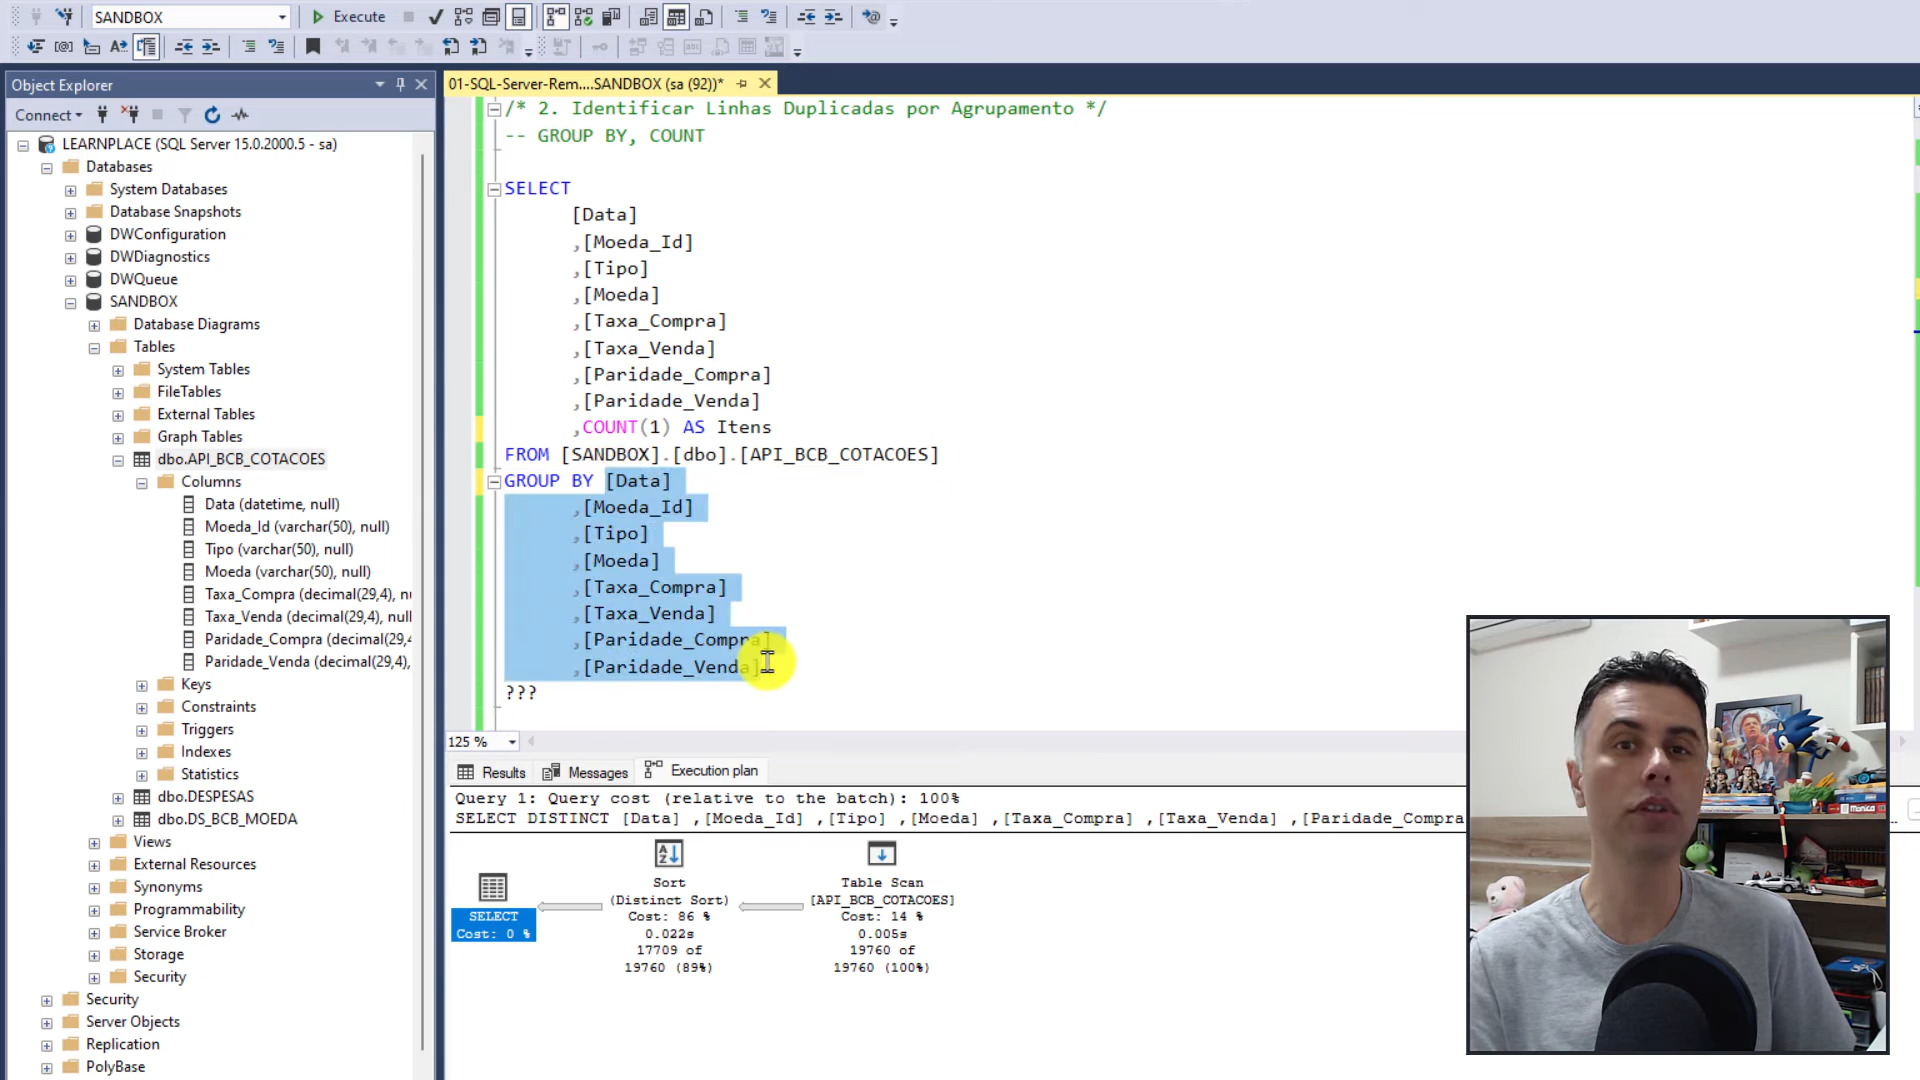 SANDBOX
Execute
Object Explorer
01-SQL-Server-Rem....SANDBOX (sa (92))*
Connect
LEARNPLACE (SQL Server 15.0.2000.5 - sa)
Databases
System Databases
Database Snapshots
DWConfiguration
DWDiagnostics
DWQueue
SANDBOX
Database Diagrams
Tables
System Tables
FileTables
External Tables
Graph Tables
dbo.API_BCB_COTACOES
Columns
Data (datetime, null)
Moeda_Id (varchar(50), null)
Tipo (varchar(50), null)
Moeda (varchar(50), null)
Taxa_Compra (decimal(29,4), nu
Taxa_Venda (decimal(29,4), null
Paridade_Compra (decimal(29,4
Paridade_Venda (decimal(29,4),
Keys
Constraints
Triggers
Indexes
Statistics
dbo.DESPESAS
dbo.DS_BCB_MOEDA
Views
External Resources
Synonyms
Programmability
Service Broker
Storage
Security
Security
Server Objects
Replication
PolyBase
/* 2. Identificar Linhas Duplicadas por Agrupamento */
-- GROUP BY, COUNT
SELECT
[Data]
,[Moeda_Id]
,[Tipo]
,[Moeda]
,[Taxa_Compra]
,[Taxa_Venda]
,[Paridade_Compra]
,[Paridade_Venda]
,COUNT(1) AS Itens
FROM [SANDBOX].[dbo].[API_BCB_COTACOES]
GROUP BY [Data]
,[Moeda_Id]
,[Tipo]
,[Moeda]
,[Taxa_Compra]
,[Taxa_Venda]
,[Paridade_Compra]
,[Paridade_Venda]
???
125 %
Results
Messages
Execution plan
Query 1: Query cost (relative to the batch): 100%
SELECT DISTINCT [Data] ,[Moeda_Id] ,[Tipo] ,[Moeda] ,[Taxa_Compra] ,[Taxa_Venda] ,[Paridade_Compra
SELECT
Cost: 0 %
Sort
(Distinct Sort)
Cost: 86 %
0.022s
17709 of
19760 (89%)
Table Scan
[API_BCB_COTACOES]
Cost: 14 %
0.005s
19760 of
19760 (100%)